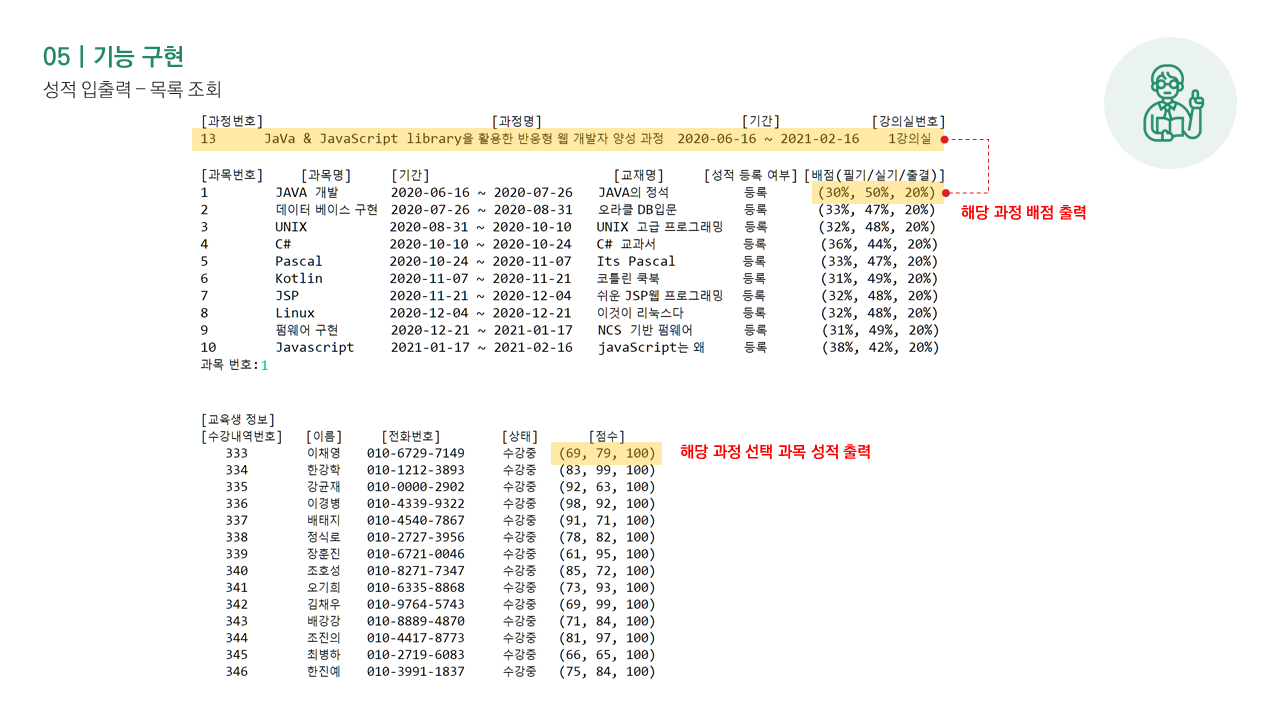 05 | 기능 구현
성적 입출력 – 목록 조회
[과정번호] [과정명] [기간] [강의실번호]
13 JaVa & JavaScript library을 활용한 반응형 웹 개발자 양성 과정 2020-06-16 ~ 2021-02-16 1강의실
[과목번호] [과목명] [기간] [교재명] [성적 등록 여부] [배점(필기/실기/출결)]
1 JAVA 개발 2020-06-16 ~ 2020-07-26 JAVA의 정석 등록 (30%, 50%, 20%)
2 데이터 베이스 구현 2020-07-26 ~ 2020-08-31 오라클 DB입문 등록 (33%, 47%, 20%)
해당 과정 배점 출력
3 UNIX 2020-08-31 ~ 2020-10-10 UNIX 고급 프로그래밍 등록 (32%, 48%, 20%)
4 C# 2020-10-10 ~ 2020-10-24 C# 교과서 등록 (36%, 44%, 20%)
5 Pascal 2020-10-24 ~ 2020-11-07 Its Pascal 등록 (33%, 47%, 20%)
6 Kotlin 2020-11-07 ~ 2020-11-21 코틀린 쿡북 등록 (31%, 49%, 20%)
7 JSP 2020-11-21 ~ 2020-12-04 쉬운 JSP웹 프로그래밍 등록 (32%, 48%, 20%)
8 Linux 2020-12-04 ~ 2020-12-21 이것이 리눅스다 등록 (32%, 48%, 20%)
9 펌웨어 구현 2020-12-21 ~ 2021-01-17 NCS 기반 펌웨어 등록 (31%, 49%, 20%)
10 Javascript 2021-01-17 ~ 2021-02-16 javaScript는 왜 등록 (38%, 42%, 20%)
과목 번호:1
[교육생 정보]
[수강내역번호] [이름] [전화번호] [상태] [점수]
333 이채영 010-6729-7149 수강중 (69, 79, 100) 해당 과정 선택 과목 성적 출력
334 한강학 010-1212-3893 수강중 (83, 99, 100)
335 강균재 010-0000-2902 수강중 (92, 63, 100)
336 이경병 010-4339-9322 수강중 (98, 92, 100)
337 배태지 010-4540-7867 수강중 (91, 71, 100)
338 정식로 010-2727-3956 수강중 (78, 82, 100)
339 장훈진 010-6721-0046 수강중 (61, 95, 100)
340 조호성 010-8271-7347 수강중 (85, 72, 100)
341 오기희 010-6335-8868 수강중 (73, 93, 100)
342 김채우 010-9764-5743 수강중 (69, 99, 100)
343 배강강 010-8889-4870 수강중 (71, 84, 100)
344 조진의 010-4417-8773 수강중 (81, 97, 100)
345 최병하 010-2719-6083 수강중 (66, 65, 100)
346 한진예 010-3991-1837 수강중 (75, 84, 100)